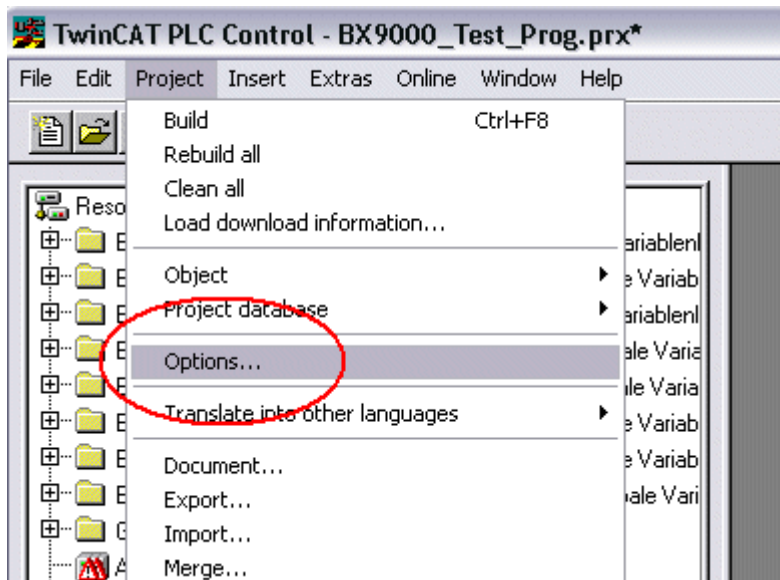 TwinCAT PLC Control - BX9000_Test_Prog.prx*
File Edit Project Insert Extras Online Window Help
Build Ctrl+F8
Rebuild all
Clean all
Load download information...
Object
Project database
Options...
Translate into other languages
Document...
Export...
Import...
Merge...